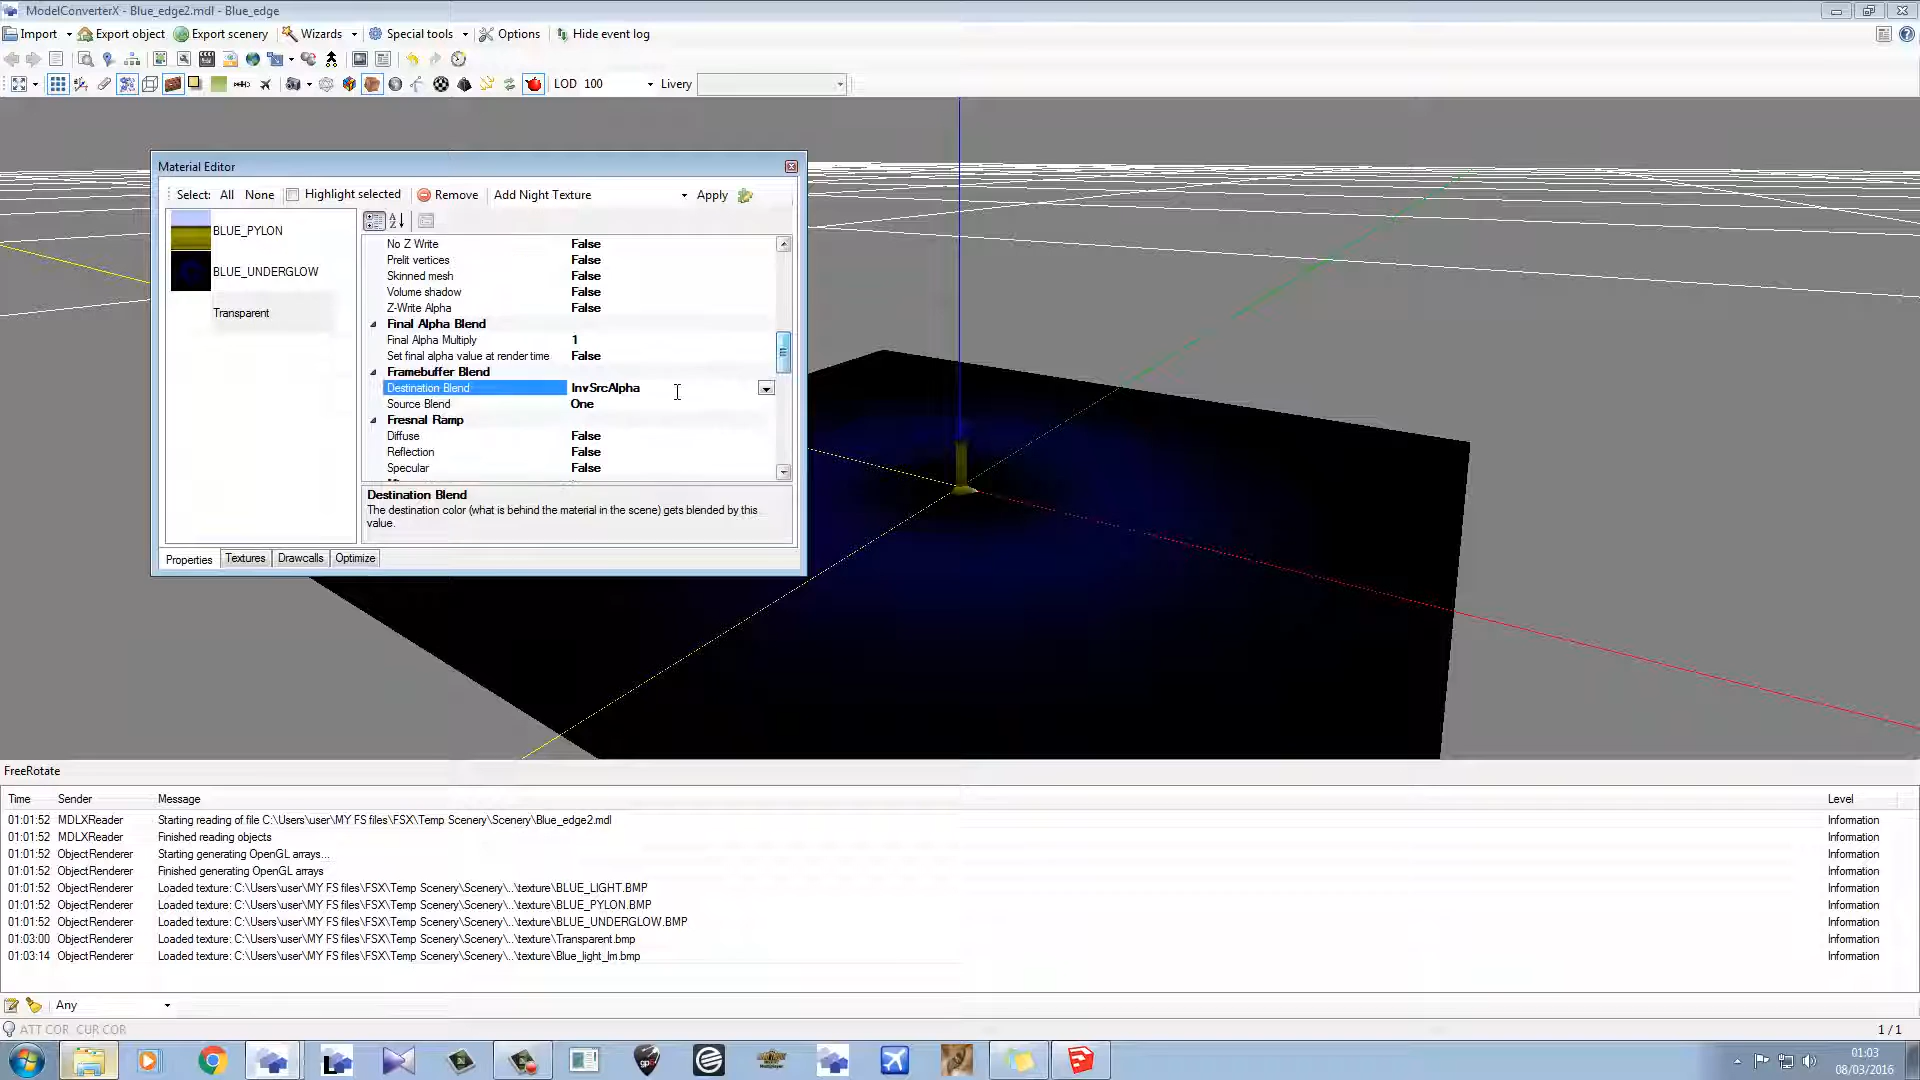 ModelConverterX - Blue_edge2.mdl - Blue_edge
Import Export object Export scenery Wizards Special tools Options Hide event log
LOD 100 Livery
Material Editor
Select: All None Highlight selected Remove Add Night Texture Apply
BLUE_PYLON
BLUE_UNDERGLOW
Transparent
No Z Write False
Prelit vertices False
Skinned mesh False
Volume shadow False
Z-Write Alpha False
Final Alpha Blend
Final Alpha Multiply 1
Set final alpha value at render time False
Framebuffer Blend
Destination Blend InvSrcAlpha
Source Blend One
Fresnal Ramp
Diffuse False
Reflection False
Specular False
Destination Blend
The destination color (what is behind the material in the scene) gets blended by this
value.
Properties Textures Drawcalls Optimize
FreeRotate
Time Sender Message Level
01:01:52 MDLXReader Starting reading of file C:\Users\user\MY FS files\FSX\Temp Scenery\Scenery\Blue_edge2.mdl Information
01:01:52 MDLXReader Finished reading objects Information
01:01:52 ObjectRenderer Starting generating OpenGL arrays... Information
01:01:52 ObjectRenderer Finished generating OpenGL arrays Information
01:01:52 ObjectRenderer Loaded texture: C:\Users\user\MY FS files\FSX\Temp Scenery\Scenery\..\texture\BLUE_LIGHT.BMP Information
01:01:52 ObjectRenderer Loaded texture: C:\Users\user\MY FS files\FSX\Temp Scenery\Scenery\..\texture\BLUE_PYLON.BMP Information
01:01:52 ObjectRenderer Loaded texture: C:\Users\user\MY FS files\FSX\Temp Scenery\Scenery\..\texture\BLUE_UNDERGLOW.BMP Information
01:03:00 ObjectRenderer Loaded texture: C:\Users\user\MY FS files\FSX\Temp Scenery\Scenery\..\texture\Transparent.bmp Information
01:03:14 ObjectRenderer Loaded texture: C:\Users\user\MY FS files\FSX\Temp Scenery\Scenery\..\texture\Blue_light_lm.bmp Information
Any
ATT COR CUR COR 1 / 1
01:03
08/03/2016